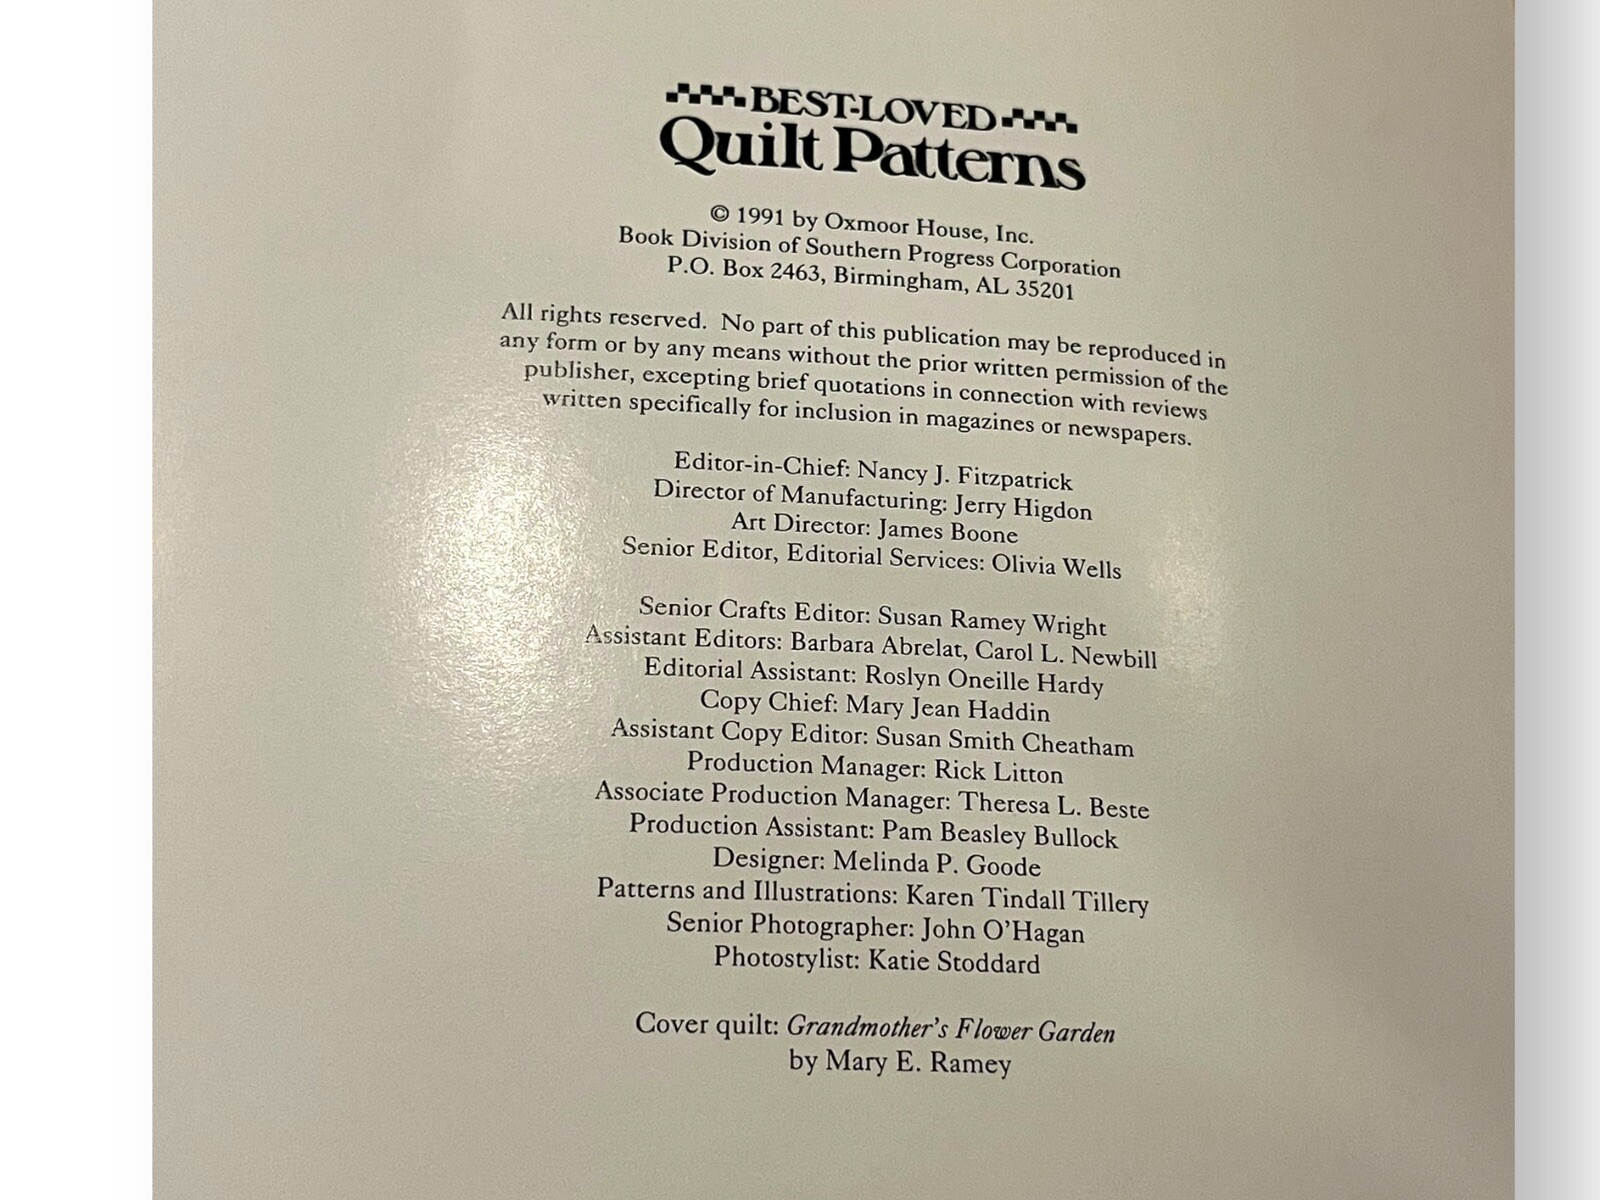 BEST-LOVED
Quilt Patterns
© 1991 by Oxmoor House, Inc.
Book Division of Southern Progress Corporation
P.O. Box 2463, Birmingham, AL 35201
All rights reserved. No part of this publication may be reproduced in
any form or by any means without the prior written permission of the
publisher, excepting brief quotations in connection with reviews
written specifically for inclusion in magazines or newspapers.
Editor-in-Chief: Nancy J. Fitzpatrick
Director of Manufacturing: Jerry Higdon
Art Director: James Boone
Senior Editor, Editorial Services: Olivia Wells
Senior Crafts Editor: Susan Ramey Wright
Assistant Editors: Barbara Abrelat, Carol L. Newbill
Editorial Assistant: Roslyn Oneille Hardy
Copy Chief: Mary Jean Haddin
Assistant Copy Editor: Susan Smith Cheatham
Production Manager: Rick Litton
Associate Production Manager: Theresa L. Beste
Production Assistant: Pam Beasley Bullock
Designer: Melinda P. Goode
Patterns and Illustrations: Karen Tindall Tillery
Senior Photographer: John O'Hagan
Photostylist: Katie Stoddard
Cover quilt: Grandmother's Flower Garden
by Mary E. Ramey